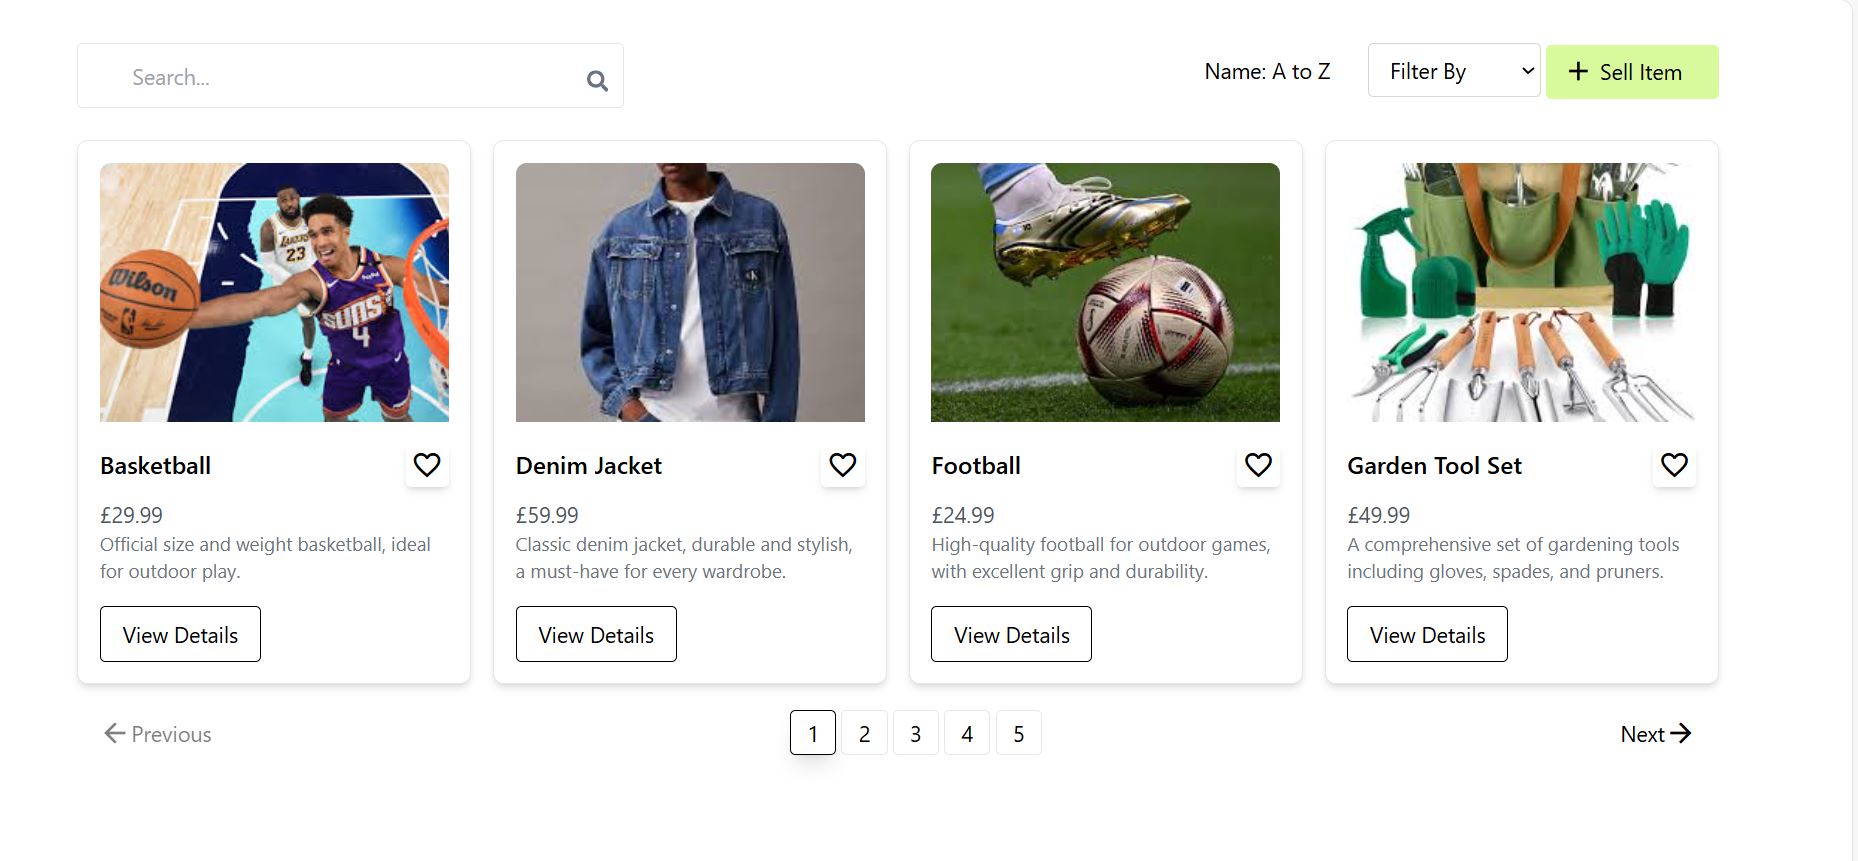 Search...
Name: A to Z
Filter By
Sell Item
Wilson
LAKERS
23
SUNS
4
PayPal
CK
10
Basketball
£29.99
Official size and weight basketball, ideal
for outdoor play.
View Details
Denim Jacket
£59.99
Classic denim jacket, durable and stylish,
a must-have for every wardrobe.
View Details
Football
£24.99
High-quality football for outdoor games,
with excellent grip and durability.
View Details
Garden Tool Set
£49.99
A comprehensive set of gardening tools
including gloves, spades, and pruners.
View Details
Previous
1
2
3
4
5
Next